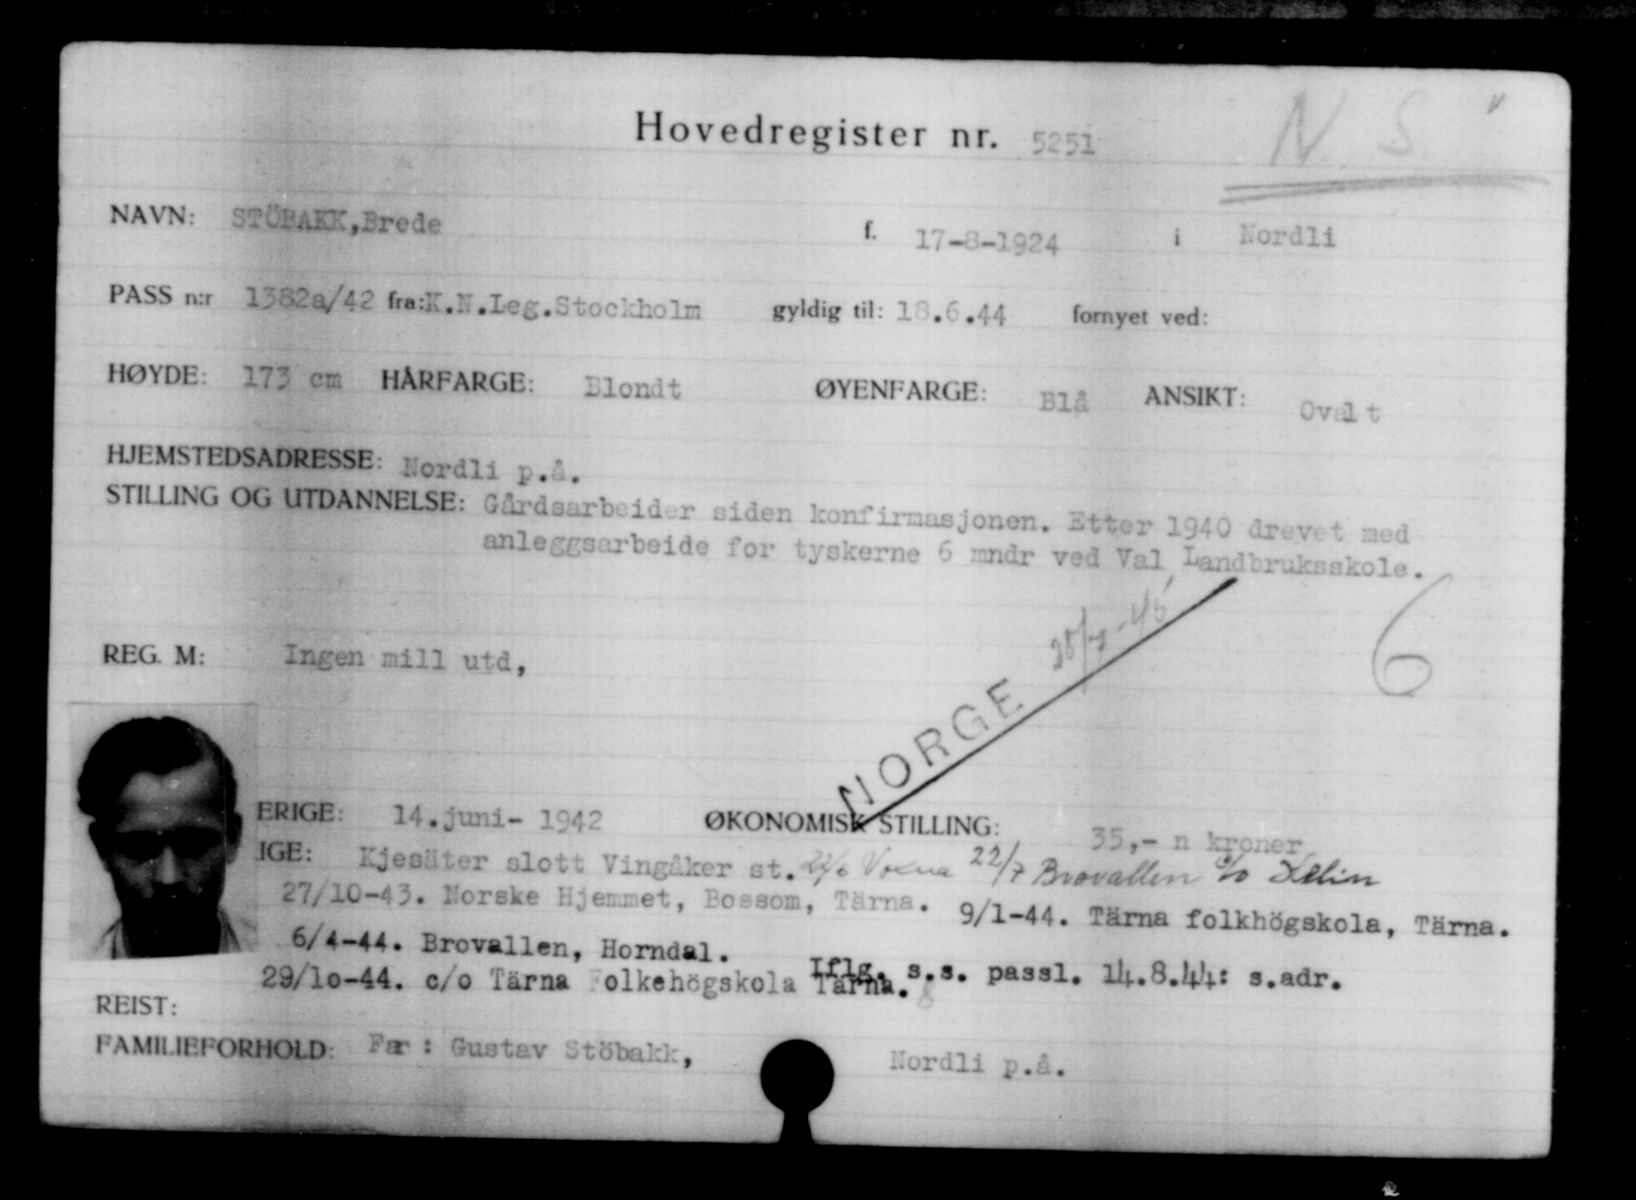 Hovedregister nr. 5251
N. S.
NAVN: STÖBAKK,Brede f. 17-8-1924 i Nordli
PASS n:r 1382a/42 fra: K.N.Leg.Stockholm gyldig til: 18.6.44 fornyet ved:
HØYDE: 173 cm HÅRFARGE: Blondt ØYENFARGE: Blå ANSIKT: Ovalt
HJEMSTEDSADRESSE: Nordli p.å.
STILLING OG UTDANNELSE: Gårdsarbeider siden konfirmasjonen. Etter 1940 drevet med
anleggsarbeide for tyskerne 6 mndr ved Val Landbruksskole.
6
REG. M: Ingen mill utd,
NORGE
ERIGE: 14.juni- 1942 ØKONOMISK STILLING: 35,- n kroner
IGE: Kjesäter slott Vingåker st. 22/7 Brovallen c/o
27/10-43. Norske Hjemmet, Bossom, Tärna. 9/1-44. Tärna folkhögskola, Tärna.
6/4-44. Brovallen, Horndal.
Iflg. s.s. passl. 14.8.44: s.adr.
29/10-44. c/o Tärna Folkehögskola Tärna.
REIST:
FAMILIEFORHOLD: Far : Gustav Stöbakk, Nordli p.å.